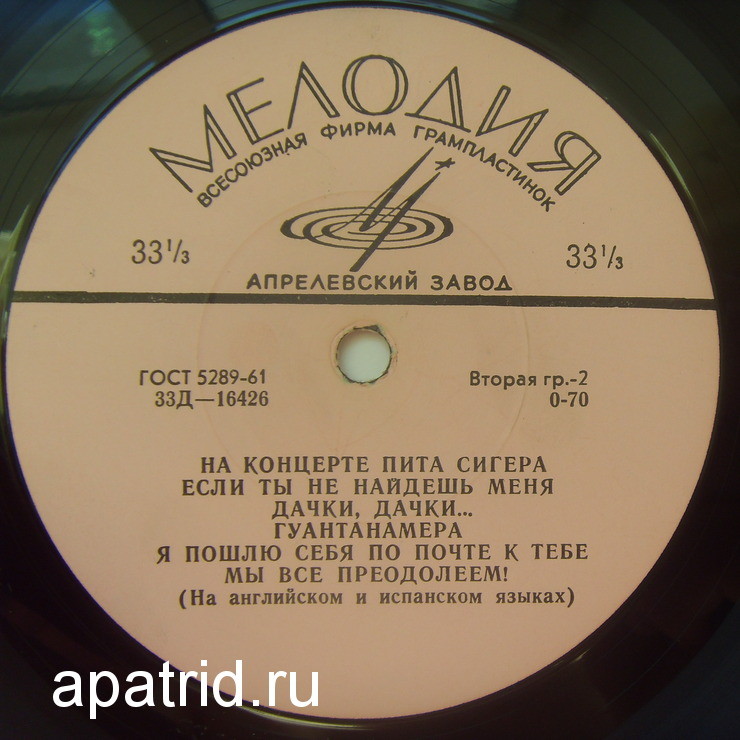 МЕЛОДИЯ
ВСЕСОЮЗНАЯ ФИРМА ГРАМПЛАСТИНОК
33⅓
33⅓
АПРЕЛЕВСКИЙ ЗАВОД
ГОСТ 5289-61
Вторая гр.-2
33Д—16426
0-70
НА КОНЦЕРТЕ ПИТА СИГЕРА
ЕСЛИ ТЫ НЕ НАЙДЕШЬ МЕНЯ
ДАЧКИ, ДАЧКИ...
ГУАНТАНАМЕРА
Я ПОШЛЮ СЕБЯ ПО ПОЧТЕ К ТЕБЕ
МЫ ВСЕ ПРЕОДОЛЕЕМ!
(На английском и испанском языках)
apatrid.ru